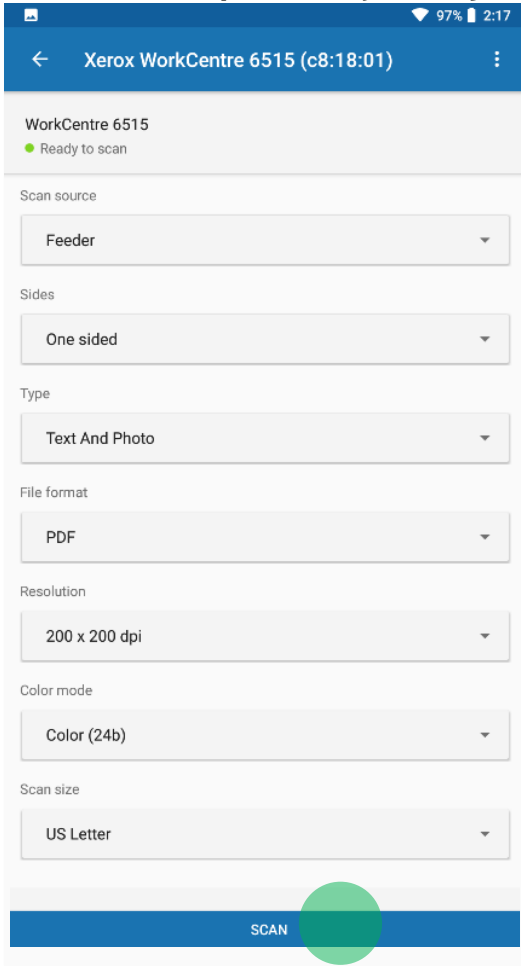 97% 2:17
Xerox WorkCentre 6515 (c8:18:01)
WorkCentre 6515
Ready to scan
Scan source
Feeder
Sides
One sided
Type
Text And Photo
File format
PDF
Resolution
200 x 200 dpi
Color mode
Color (24b)
Scan size
US Letter
SCAN